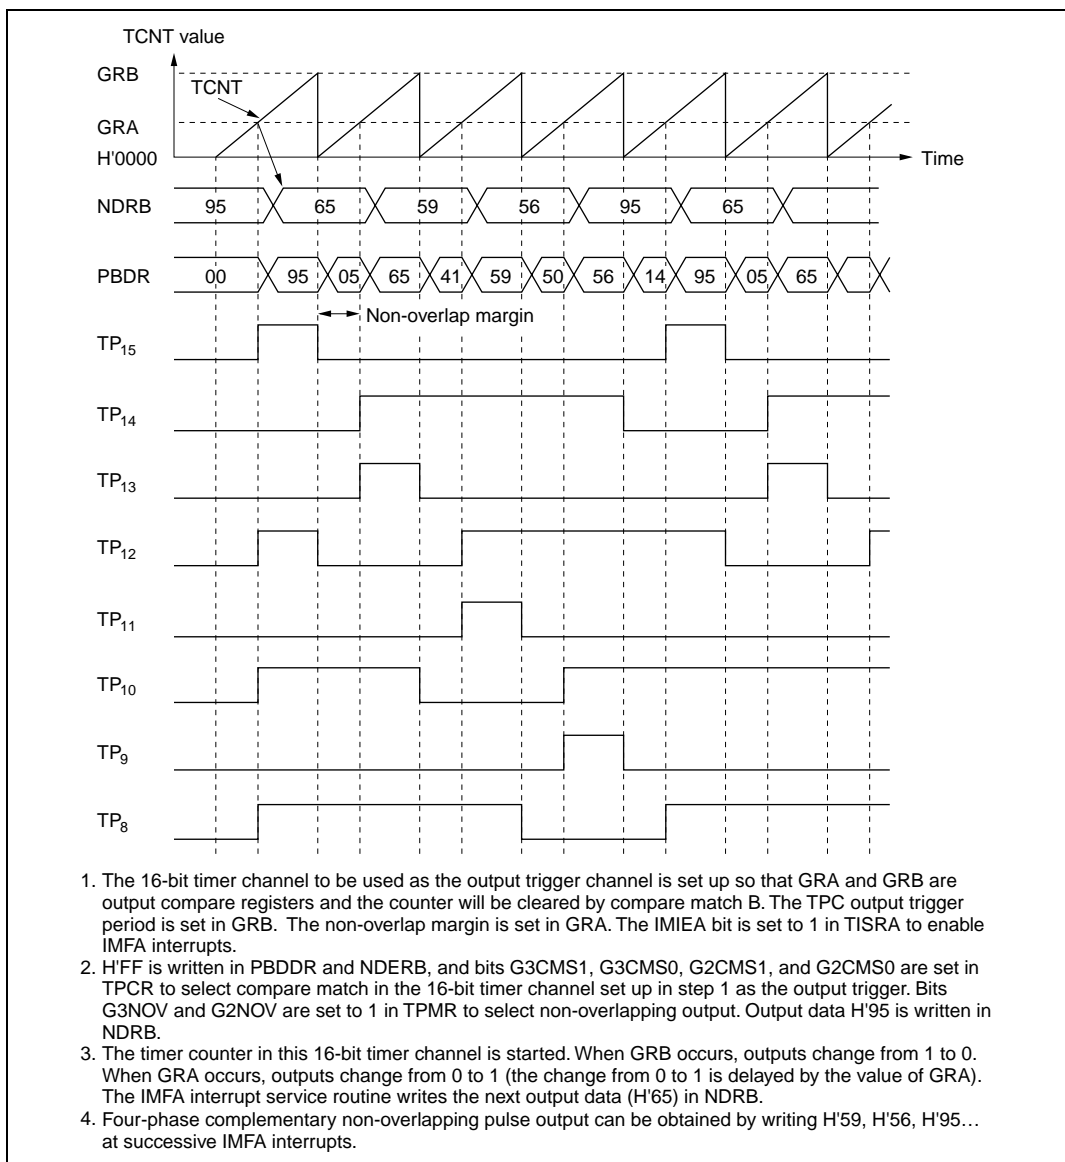 TCNT value
GRB
TCNT
GRA
H'0000
Time
NDRB 95 65 59 56 95 65
PBDR 00 95 05 65 41 59 50 56 14 95 05 65
Non-overlap margin
TP15
TP14
TP13
TP12
TP11
TP10
TP9
TP8
1. The 16-bit timer channel to be used as the output trigger channel is set up so that GRA and GRB are
output compare registers and the counter will be cleared by compare match B. The TPC output trigger
period is set in GRB. The non-overlap margin is set in GRA. The IMIEA bit is set to 1 in TISRA to enable
IMFA interrupts.
2. H'FF is written in PBDDR and NDERB, and bits G3CMS1, G3CMS0, G2CMS1, and G2CMS0 are set in
TPCR to select compare match in the 16-bit timer channel set up in step 1 as the output trigger. Bits
G3NOV and G2NOV are set to 1 in TPMR to select non-overlapping output. Output data H'95 is written in
NDRB.
3. The timer counter in this 16-bit timer channel is started. When GRB occurs, outputs change from 1 to 0.
When GRA occurs, outputs change from 0 to 1 (the change from 0 to 1 is delayed by the value of GRA).
The IMFA interrupt service routine writes the next output data (H'65) in NDRB.
4. Four-phase complementary non-overlapping pulse output can be obtained by writing H'59, H'56, H'95…
at successive IMFA interrupts.